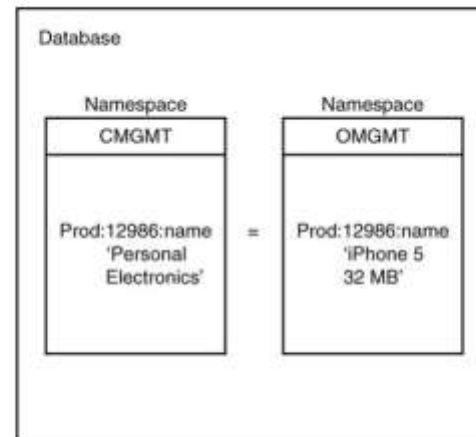 Database
Namespace
CMGMT
Prod:12986:name
'Personal
Electronics'
=
Namespace
OMGMT
Prod:12986:name
'iPhone 5
32 MB'